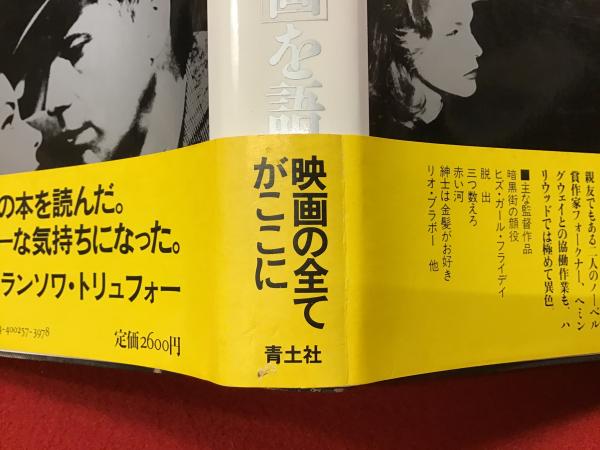 画を語
映画の全て
がここに
青土社
の本を読んだ。
ーな気持ちになった。
ランソワ・トリュフォー
4-400257-3978
定価2600円
親友でもある二人のノーベル
賞作家フォークナー、ヘミン
グウェイとの協働作業も、ハ
リウッドでは極めて異色
■主な監督作品
暗黒街の顔役
ヒズ・ガール・フライデイ
脱出
三つ数えろ
赤い河
紳士は金髪がお好き
リオ・ブラボー 他